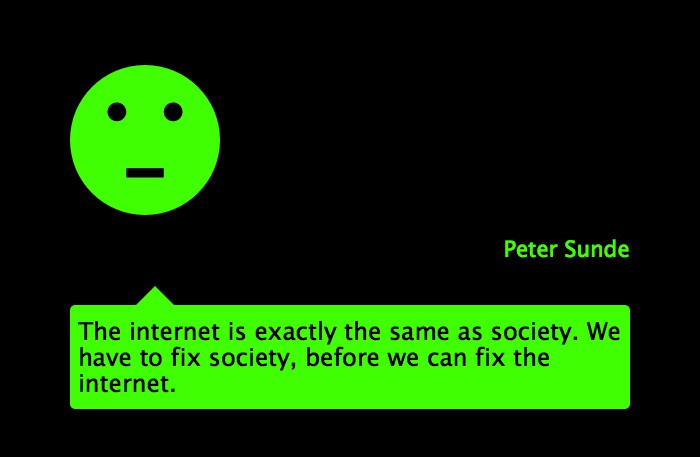 Peter Sunde
The internet is exactly the same as society. We
have to fix society, before we can fix the
internet.